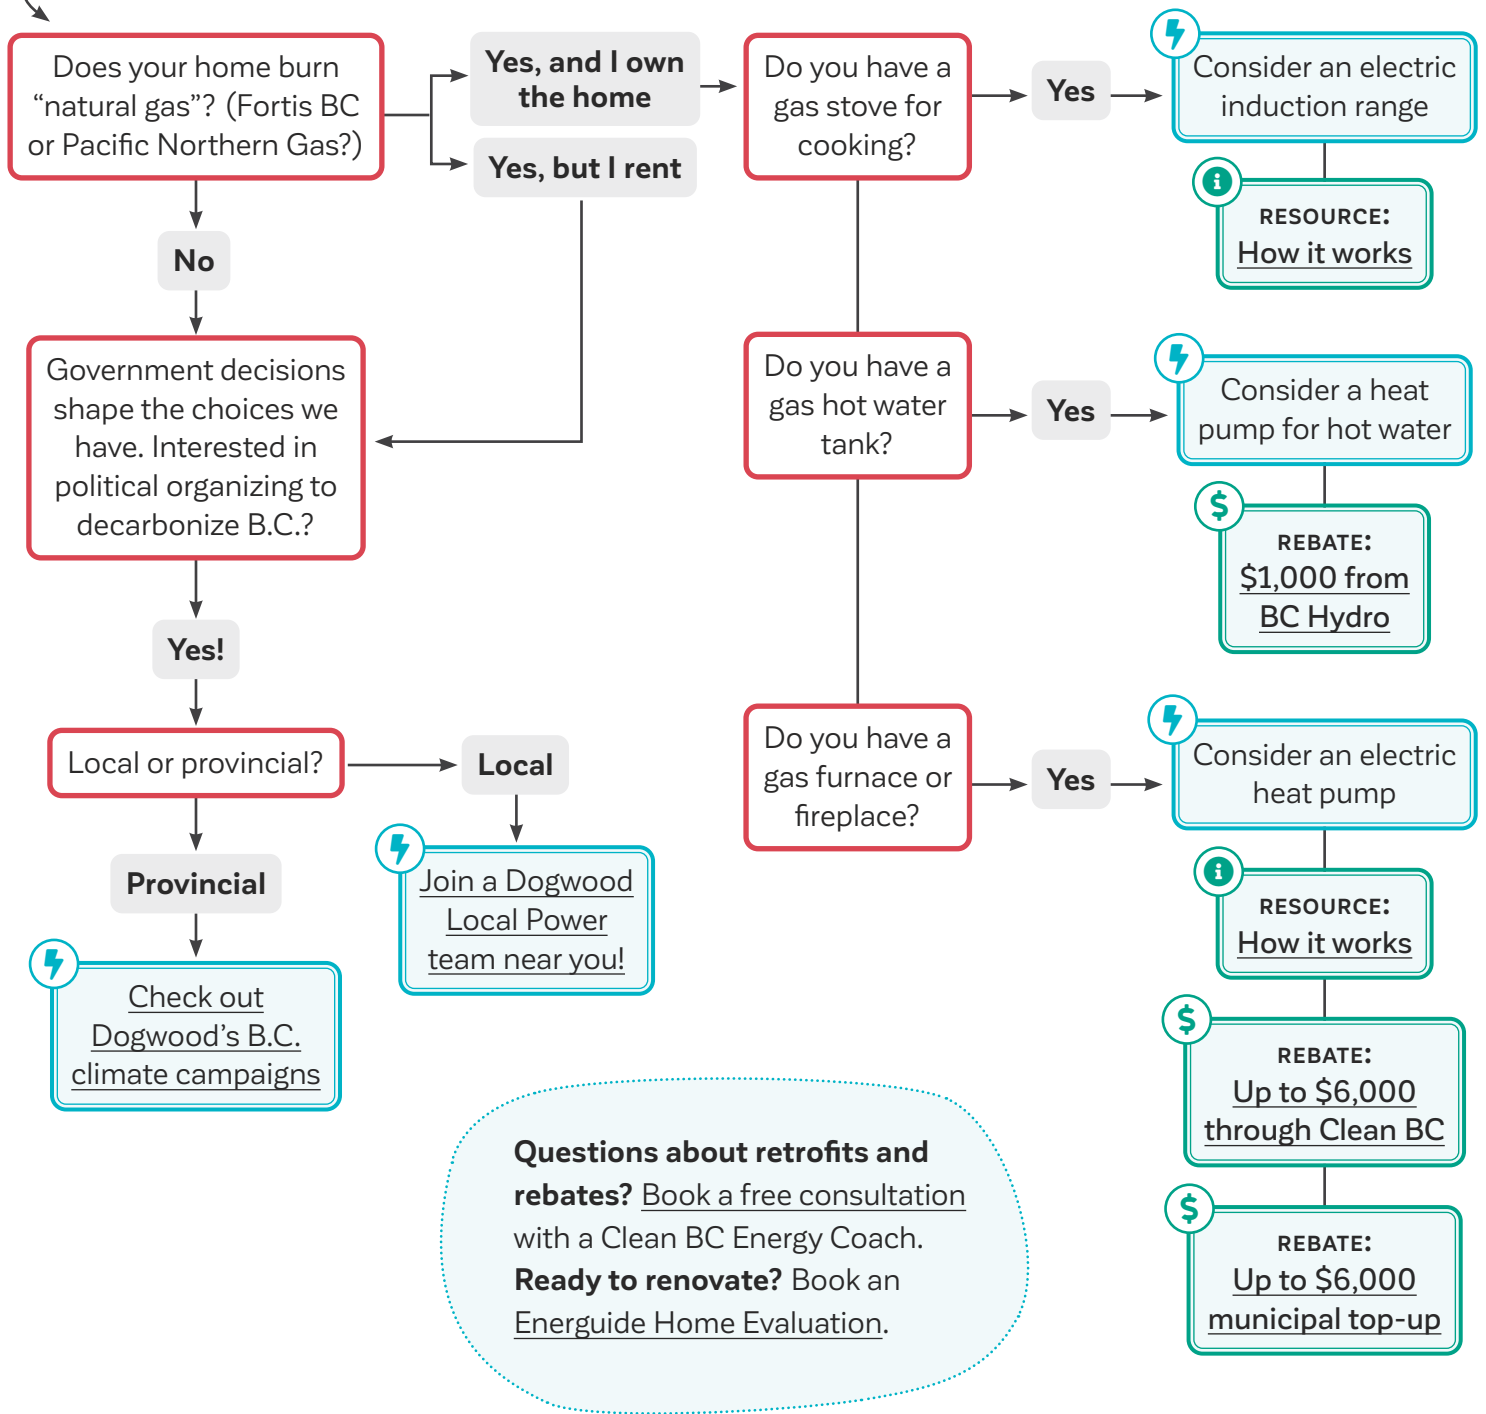 Does your home burn
“natural gas”? (Fortis BC
or Pacific Northern Gas?)
Yes, and I own
the home
Yes, but I rent
No
Government decisions
shape the choices we
have. Interested in
political organizing to
decarbonize B.C.?
Yes!
Local or provincial?
Local
Join a Dogwood
Local Power
team near you!
Provincial
Check out
Dogwood’s B.C.
climate campaigns
Do you have a
gas stove for
cooking?
Yes
Consider an electric
induction range
i
RESOURCE:
How it works
Do you have a
gas hot water
tank?
Yes
Consider a heat
pump for hot water
$
REBATE:
$1,000 from
BC Hydro
Do you have a
gas furnace or
fireplace?
Yes
Consider an electric
heat pump
i
RESOURCE:
How it works
$
REBATE:
Up to $6,000
through Clean BC
$
REBATE:
Up to $6,000
municipal top-up
Questions about retrofits and
rebates? Book a free consultation
with a Clean BC Energy Coach.
Ready to renovate? Book an
Energuide Home Evaluation.